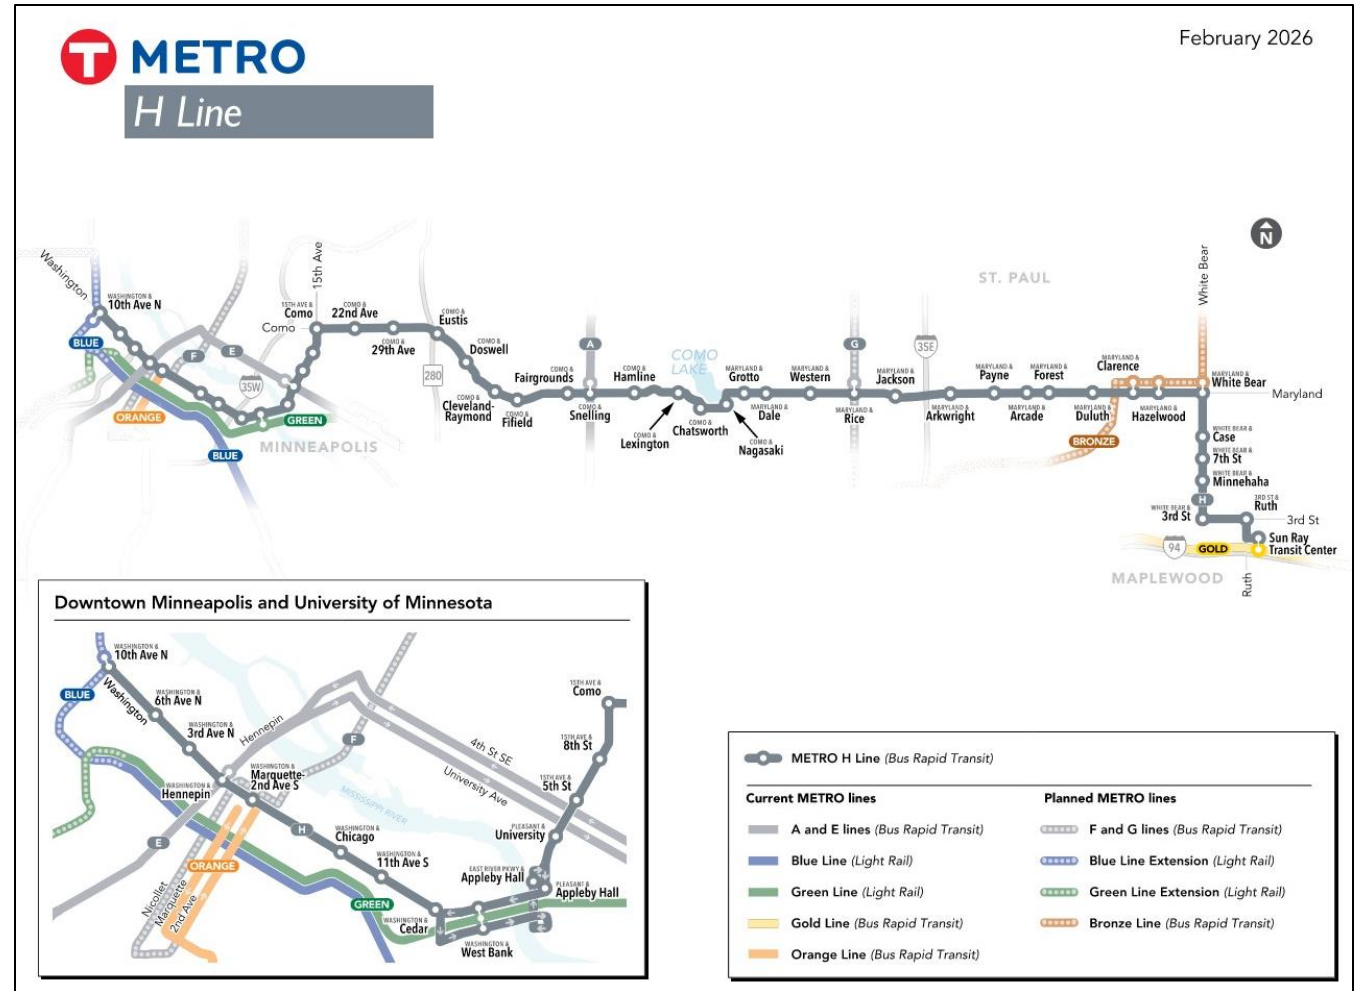 T METRO
H Line
February 2026
N
Washington
WASHINGTON &
10th Ave N
BLUE
F
E
35W
ORANGE
GREEN
BLUE
MINNEAPOLIS
15th Ave
15TH AVE &
Como
Como
COMO &
22nd Ave
COMO &
29th Ave
COMO &
Eustis
COMO &
Doswell
280
COMO &
Cleveland-
Raymond
COMO &
Fifield
COMO &
Fairgrounds
A
COMO &
Snelling
COMO &
Hamline
COMO &
Lexington
COMO
LAKE
COMO &
Chatsworth
COMO &
Nagasaki
MARYLAND &
Grotto
MARYLAND &
Dale
MARYLAND &
Western
G
MARYLAND &
Rice
MARYLAND &
Jackson
35E
ST. PAUL
MARYLAND &
Arkwright
MARYLAND &
Payne
MARYLAND &
Arcade
MARYLAND &
Forest
MARYLAND &
Duluth
MARYLAND &
Clarence
MARYLAND &
Hazelwood
BRONZE
White Bear
MARYLAND &
White Bear
Maryland
WHITE BEAR &
Case
WHITE BEAR &
7th St
WHITE BEAR &
Minnehaha
H
WHITE BEAR &
3rd St
3RD ST &
Ruth
3rd St
Sun Ray
Transit Center
94
GOLD
MAPLEWOOD
Ruth
Downtown Minneapolis and University of Minnesota
WASHINGTON &
10th Ave N
BLUE
Washington
WASHINGTON &
6th Ave N
WASHINGTON &
3rd Ave N
Hennepin
WASHINGTON &
Hennepin
WASHINGTON &
Marquette-
2nd Ave S
E
F
H
4th St SE
University Ave
MISSISSIPPI RIVER
WASHINGTON &
Chicago
WASHINGTON &
11th Ave S
ORANGE
Nicollet
Marquette
2nd Ave
GREEN
WASHINGTON &
Cedar
WASHINGTON &
West Bank
EAST RIVER PKWY &
Appleby Hall
PLEASANT &
Appleby Hall
PLEASANT &
University
15TH AVE &
5th St
15TH AVE &
8th St
15TH AVE &
Como
METRO H Line (Bus Rapid Transit)
Current METRO lines
A and E lines (Bus Rapid Transit)
Blue Line (Light Rail)
Green Line (Light Rail)
Gold Line (Bus Rapid Transit)
Orange Line (Bus Rapid Transit)
Planned METRO lines
F and G lines (Bus Rapid Transit)
Blue Line Extension (Light Rail)
Green Line Extension (Light Rail)
Bronze Line (Bus Rapid Transit)